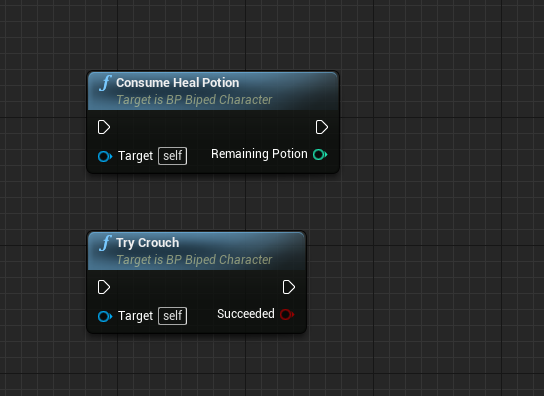 f Consume Heal Potion
Target is BP Biped Character
Target self Remaining Potion
f Try Crouch
Target is BP Biped Character
Target self Succeeded